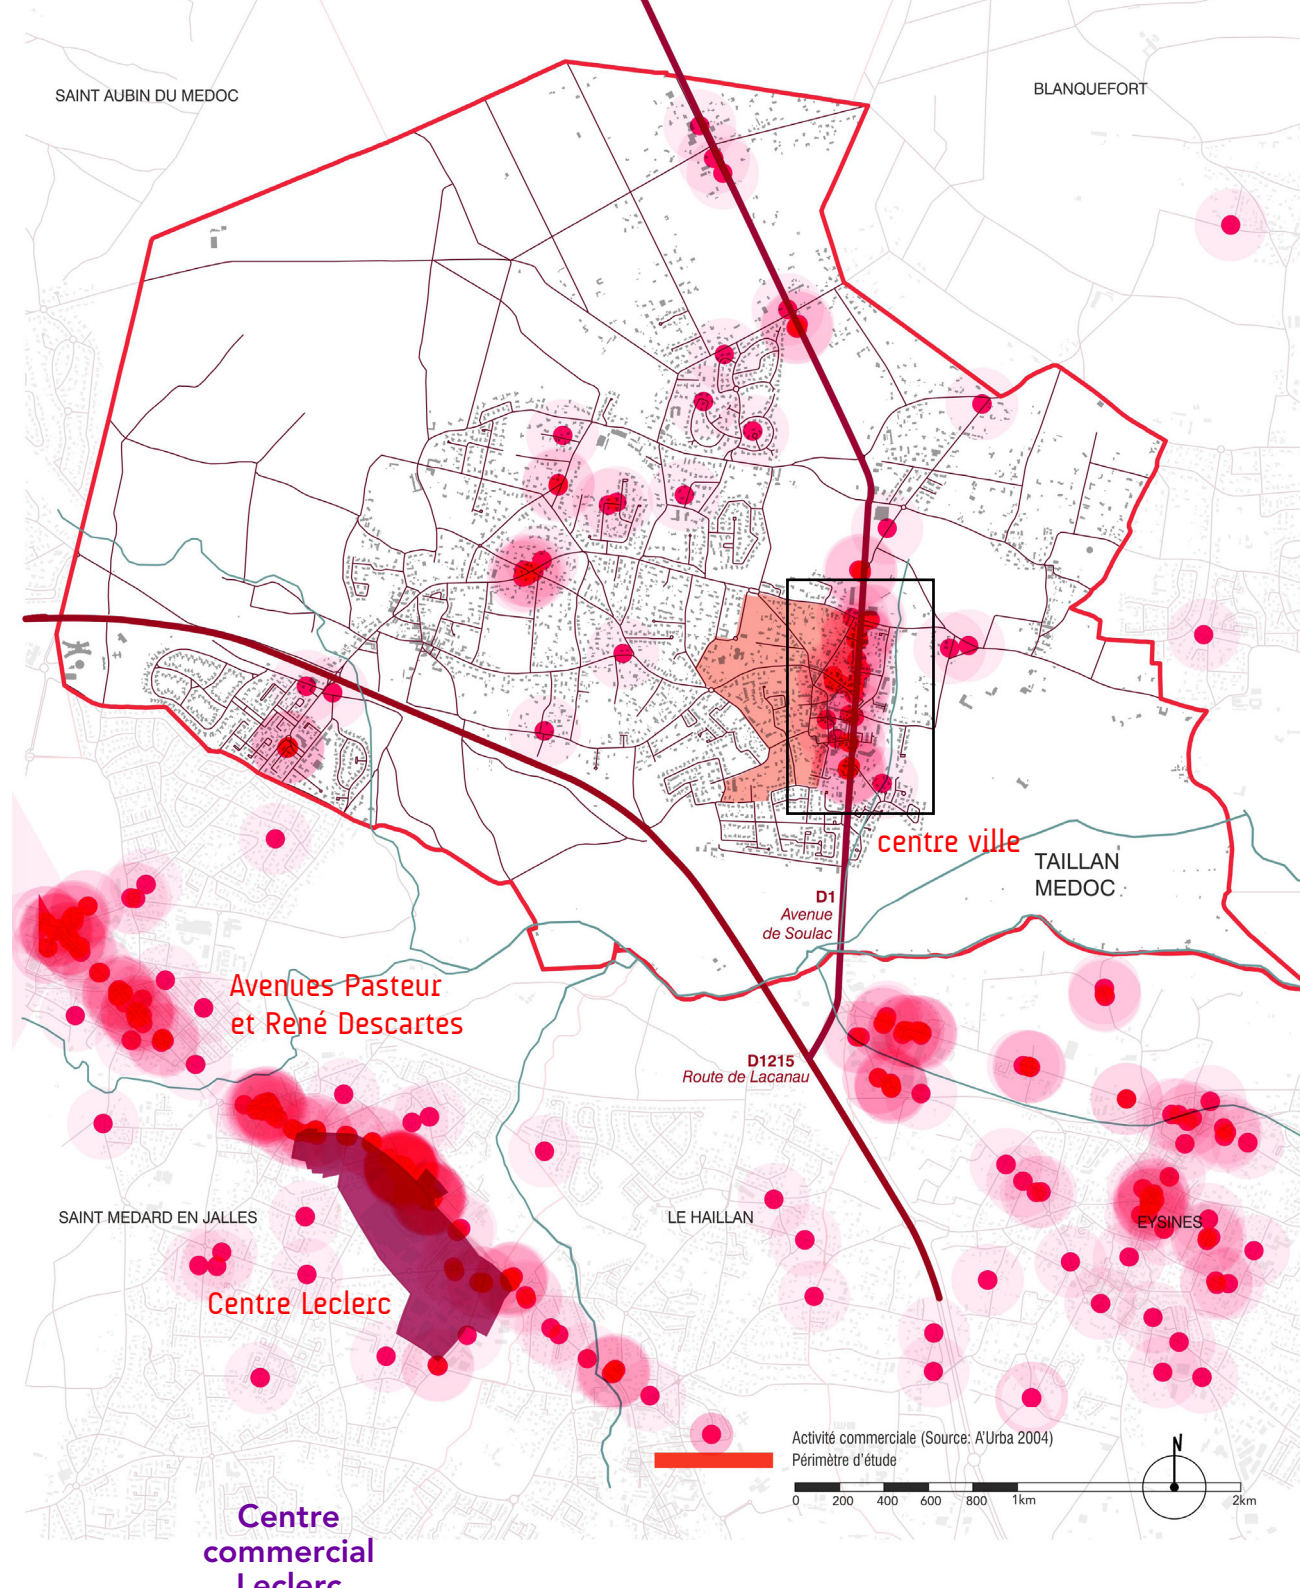 SAINT AUBIN DU MEDOC
BLANQUEFORT
centre ville
TAILLAN
MEDOC
D1
Avenue
de Soulac
Avenues Pasteur
et René Descartes
D1215
Route de Lacanau
SAINT MEDARD EN JALLES
LE HAILLAN
EYSINES
Centre Leclerc
Activité commerciale (Source: A'Urba 2004)
Périmètre d'étude
N
0 200 400 600 800 1km 2km
Centre
commercial
Leclerc